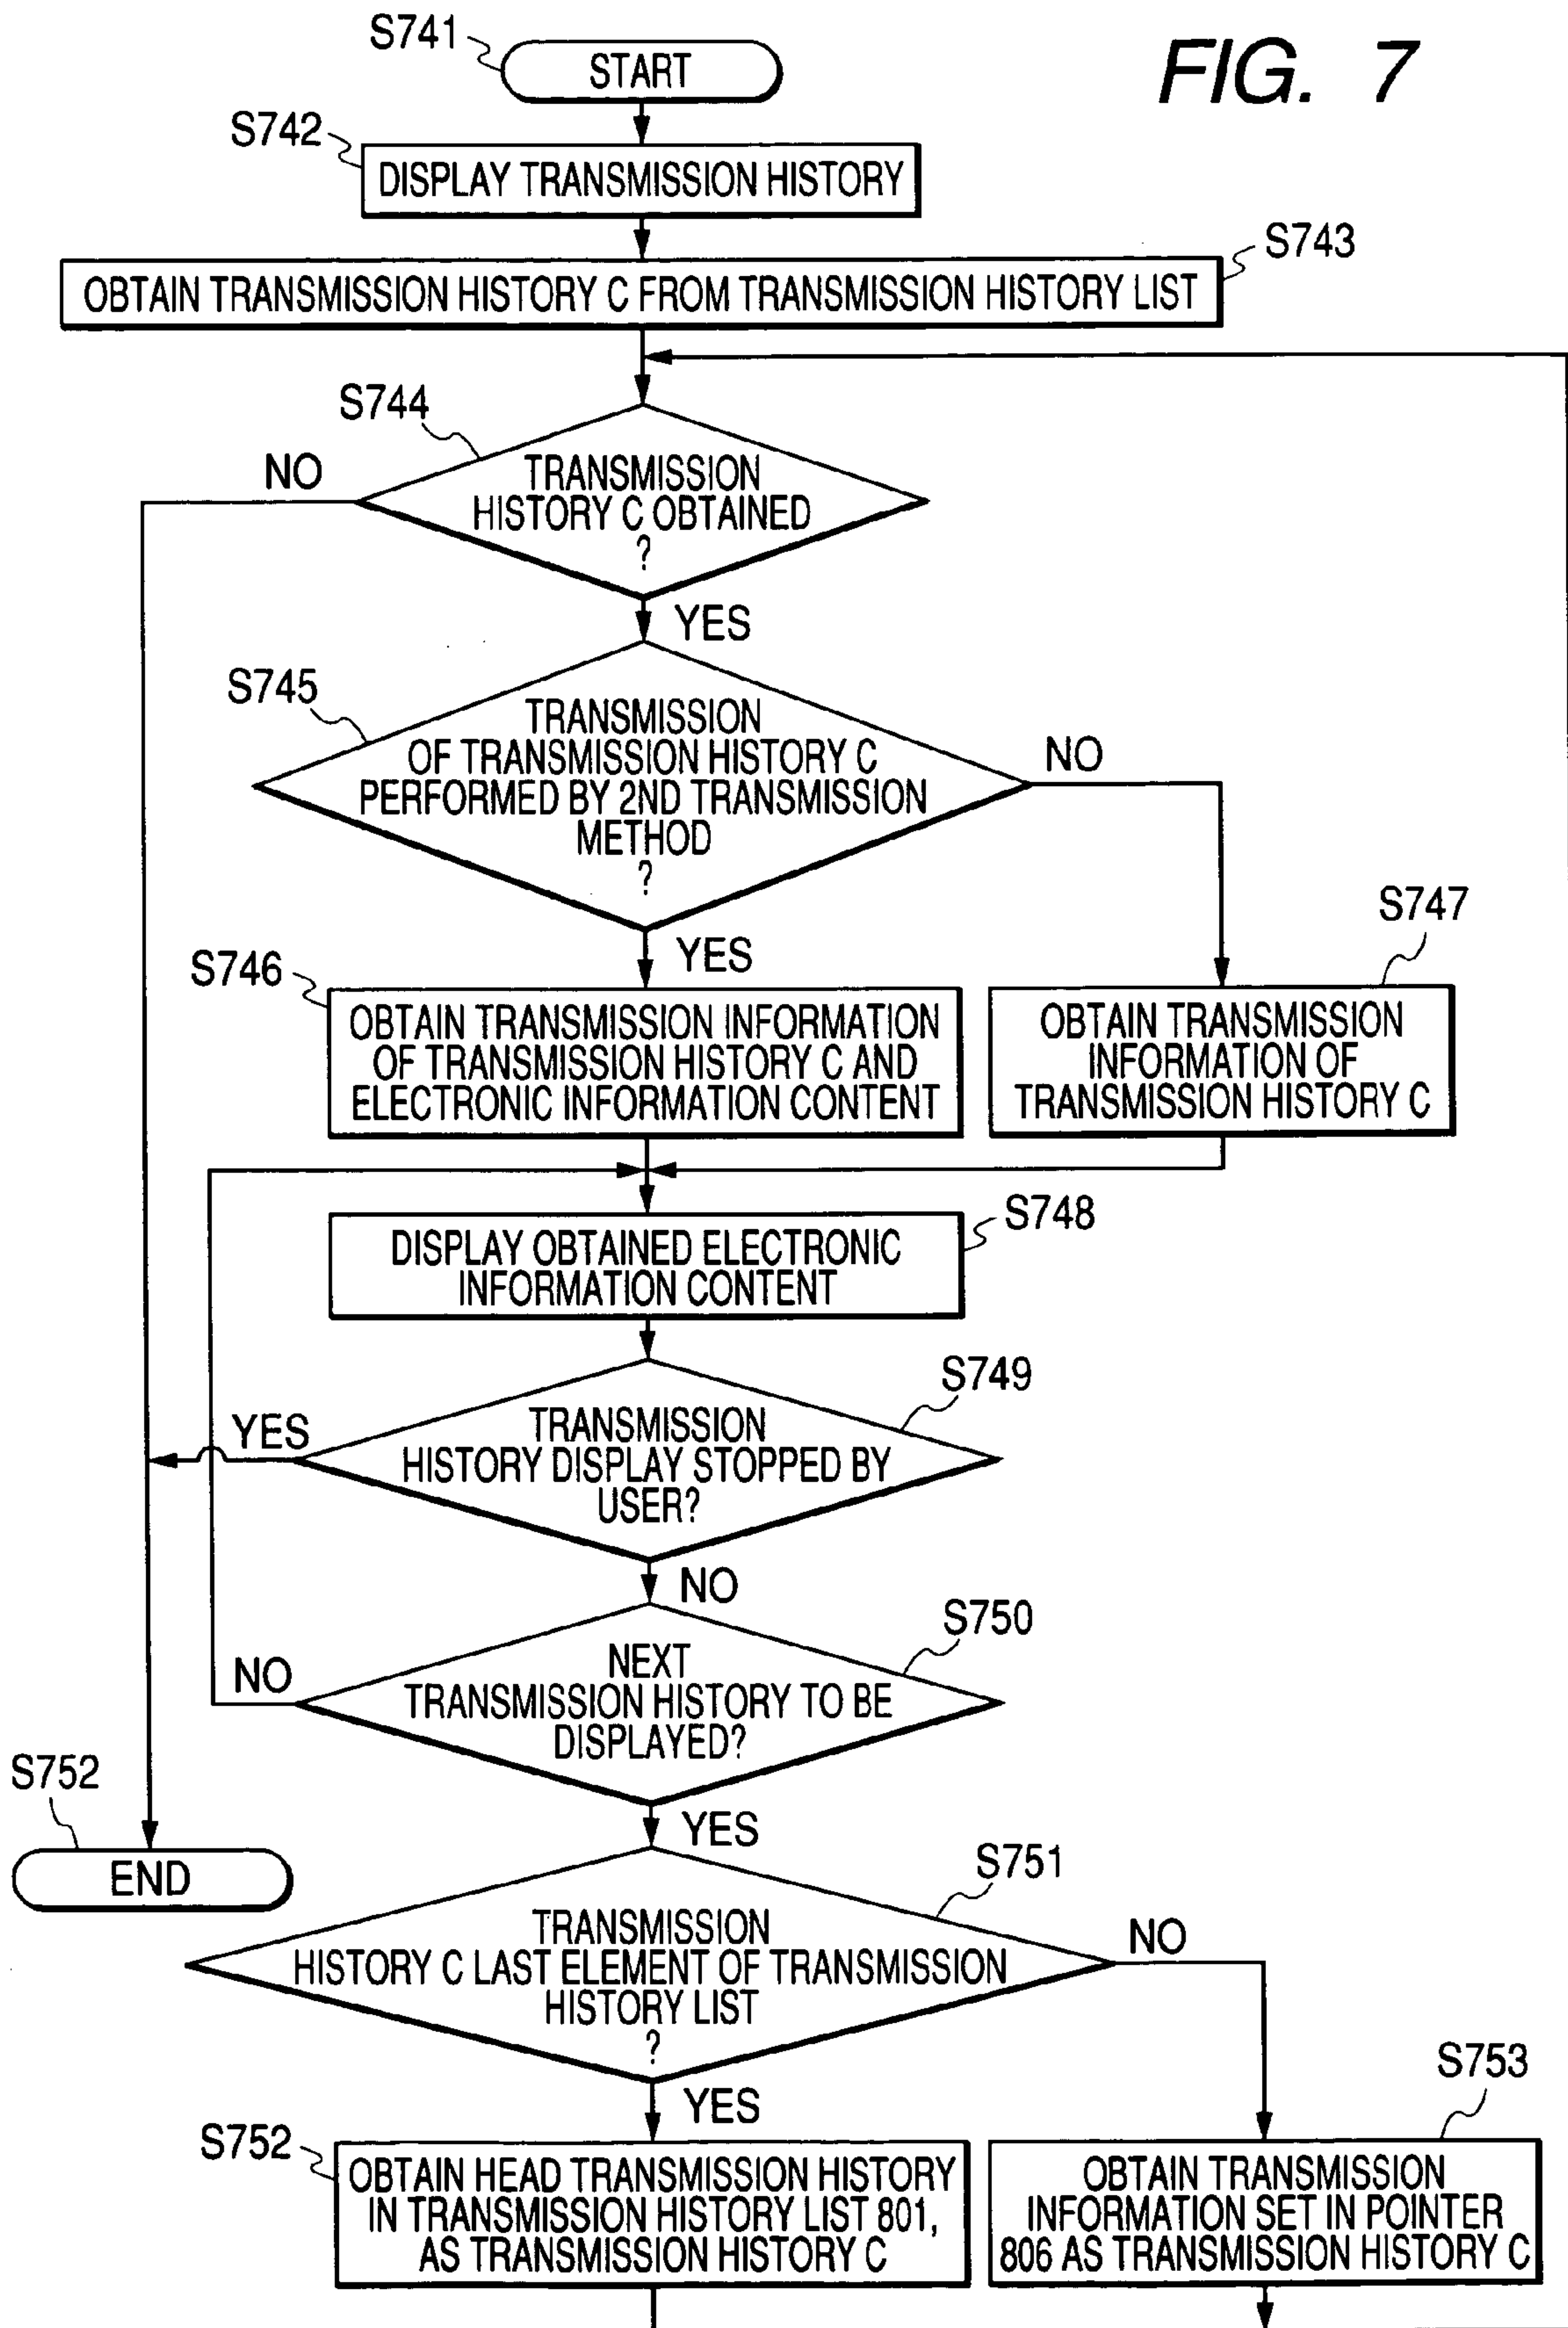 FIG. 7
S741
START
S742
DISPLAY TRANSMISSION HISTORY
S743
OBTAIN TRANSMISSION HISTORY C FROM TRANSMISSION HISTORY LIST
S744
NO
TRANSMISSION
HISTORY C OBTAINED
?
YES
S745
TRANSMISSION
OF TRANSMISSION HISTORY C
PERFORMED BY 2ND TRANSMISSION
METHOD
?
NO
YES
S746
OBTAIN TRANSMISSION INFORMATION
OF TRANSMISSION HISTORY C AND
ELECTRONIC INFORMATION CONTENT
S747
OBTAIN TRANSMISSION
INFORMATION OF
TRANSMISSION HISTORY C
S748
DISPLAY OBTAINED ELECTRONIC
INFORMATION CONTENT
S749
YES
TRANSMISSION
HISTORY DISPLAY STOPPED BY
USER?
NO
S750
NO
NEXT
TRANSMISSION HISTORY TO BE
DISPLAYED?
YES
S752
END
S751
TRANSMISSION
HISTORY C LAST ELEMENT OF TRANSMISSION
HISTORY LIST
?
NO
YES
S752
OBTAIN HEAD TRANSMISSION HISTORY
IN TRANSMISSION HISTORY LIST 801,
AS TRANSMISSION HISTORY C
S753
OBTAIN TRANSMISSION
INFORMATION SET IN POINTER
806 AS TRANSMISSION HISTORY C